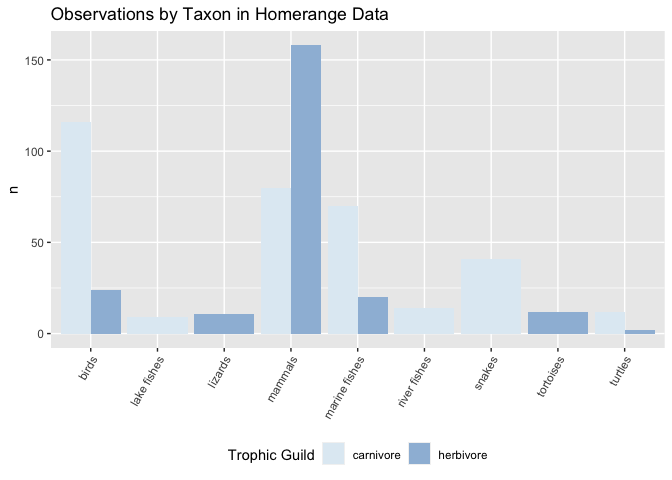 Observations by Taxon in Homerange Data
150
100
50
0
n
birds
lake fishes
lizards
mammals
marine fishes
river fishes
snakes
tortoises
turtles
Trophic Guild carnivore herbivore